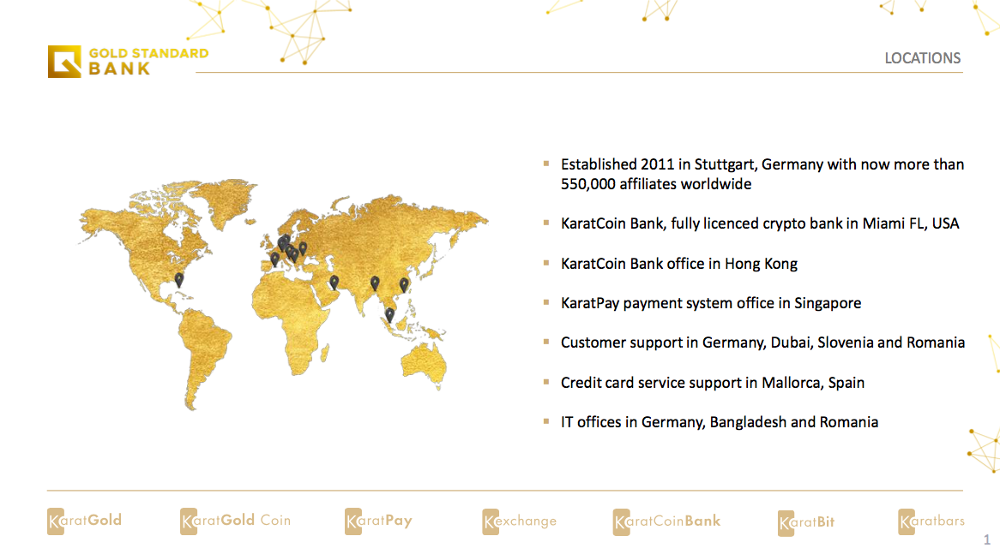 GOLD STANDARD
BANK
LOCATIONS
Established 2011 in Stuttgart, Germany with now more than
550,000 affiliates worldwide
KaratCoin Bank, fully licenced crypto bank in Miami FL, USA
KaratCoin Bank office in Hong Kong
KaratPay payment system office in Singapore
Customer support in Germany, Dubai, Slovenia and Romania
Credit card service support in Mallorca, Spain
IT offices in Germany, Bangladesh and Romania
KaratGold
KaratGold Coin
KaratPay
Kexchange
KaratCoinBank
KaratBit
Karatbars
1